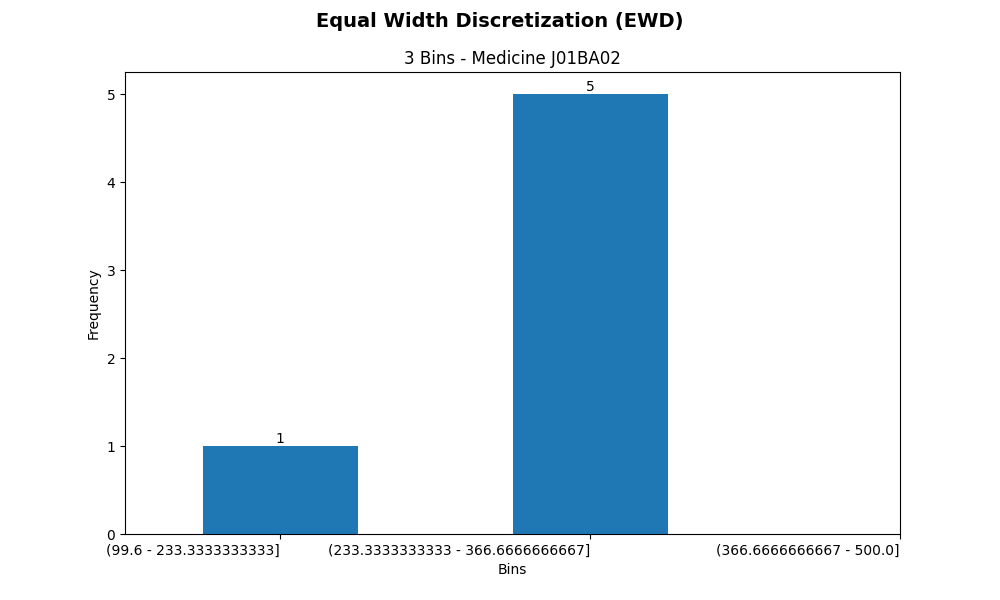 Equal Width Discretization (EWD)
3 Bins - Medicine J01BA02
5
5
4
3
2
1
1
0
Frequency
(99.6 - 233.3333333333]
(233.3333333333 - 366.6666666667]
(366.6666666667 - 500.0]
Bins